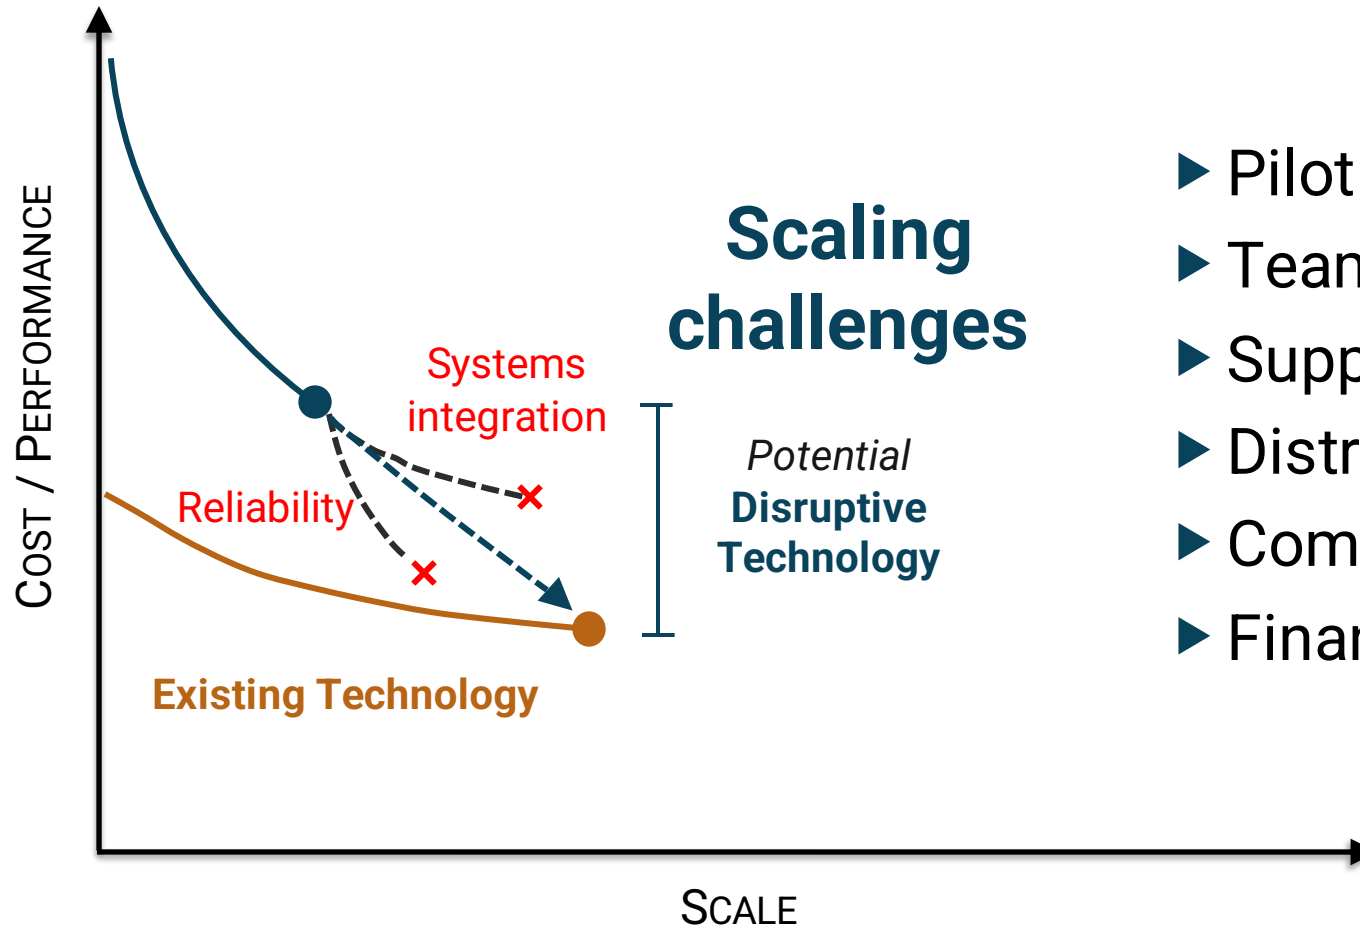 COST / PERFORMANCE
Scaling
challenges
Systems
integration
Reliability
Potential
Disruptive
Technology
Existing Technology
SCALE
Pilot